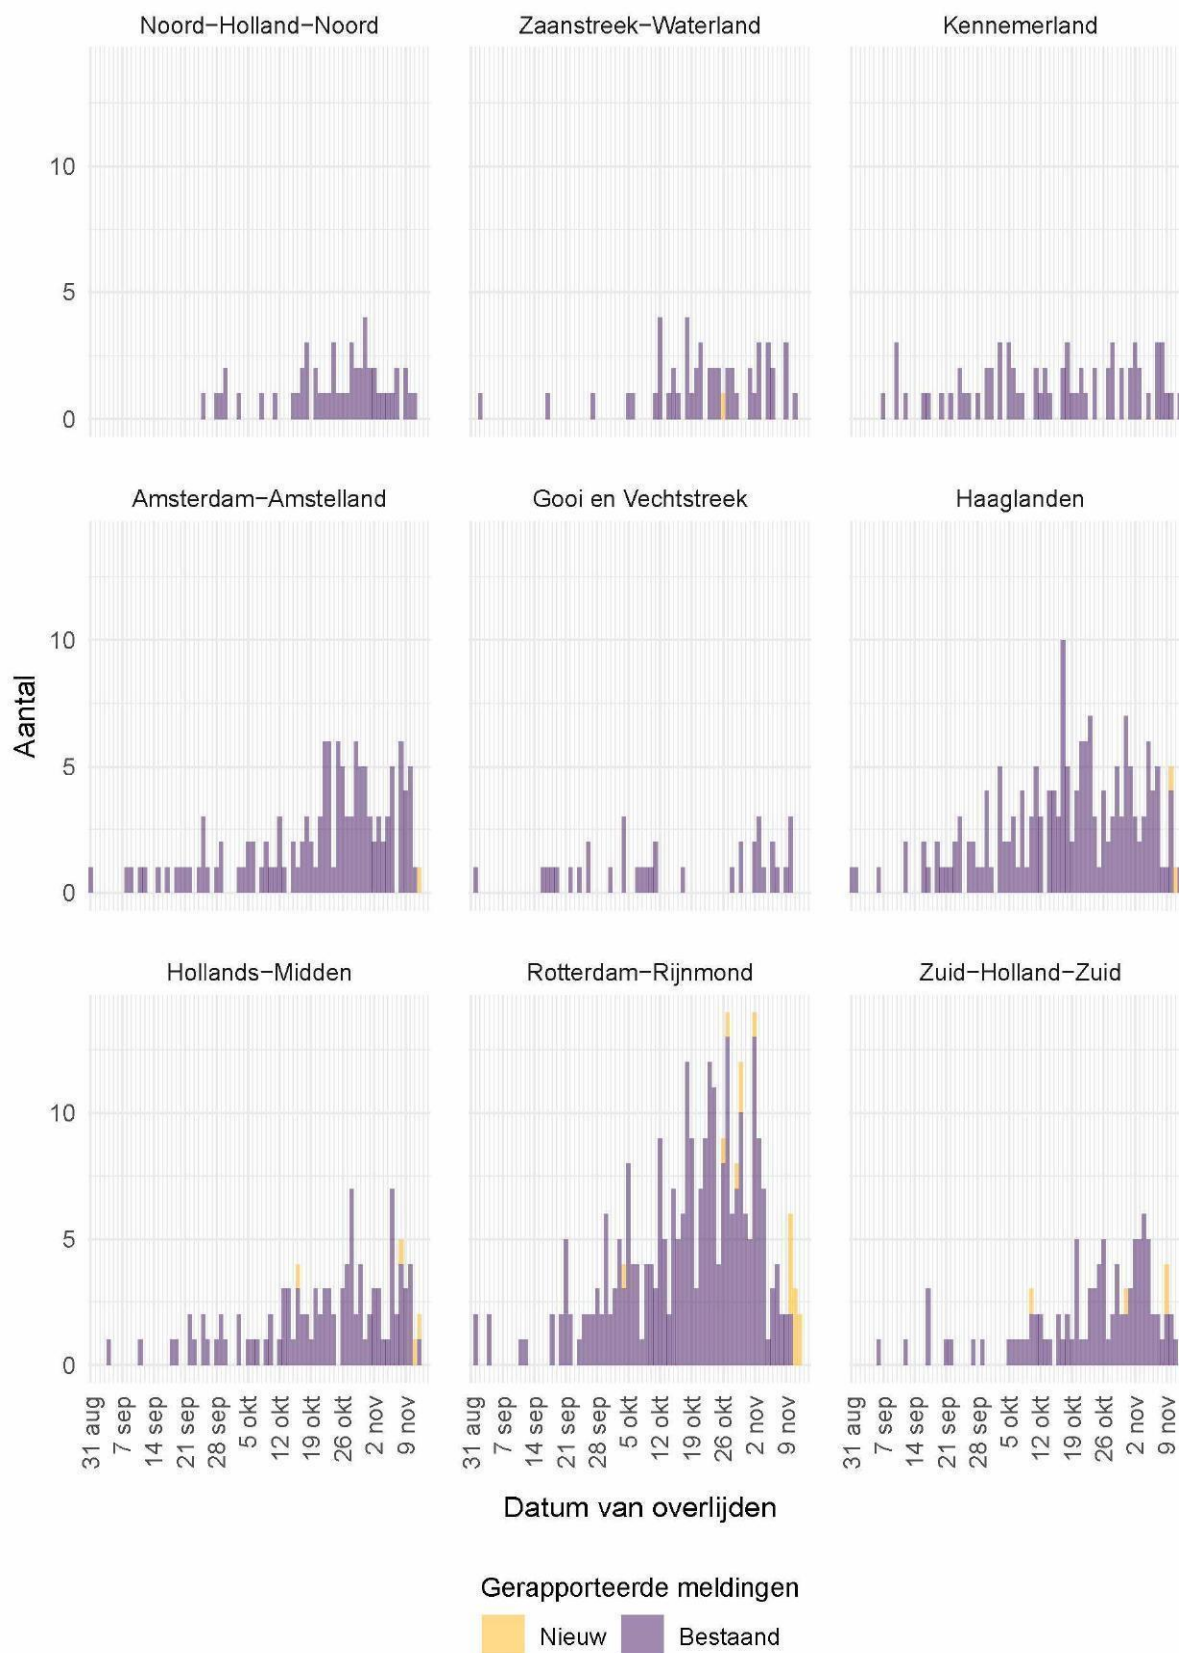 Noord−Holland−Noord
Zaanstreek−Waterland
Kennemerland
10
5
0
Amsterdam−Amstelland
Gooi en Vechtstreek
Haaglanden
10
5
0
Aantal
Hollands−Midden
Rotterdam−Rijnmond
Zuid−Holland−Zuid
10
5
0
31 aug
7 sep
14 sep
21 sep
28 sep
5 okt
12 okt
19 okt
26 okt
2 nov
9 nov
31 aug
7 sep
14 sep
21 sep
28 sep
5 okt
12 okt
19 okt
26 okt
2 nov
9 nov
31 aug
7 sep
14 sep
21 sep
28 sep
5 okt
12 okt
19 okt
26 okt
2 nov
9 nov
Datum van overlijden
Gerapporteerde meldingen
Nieuw
Bestaand